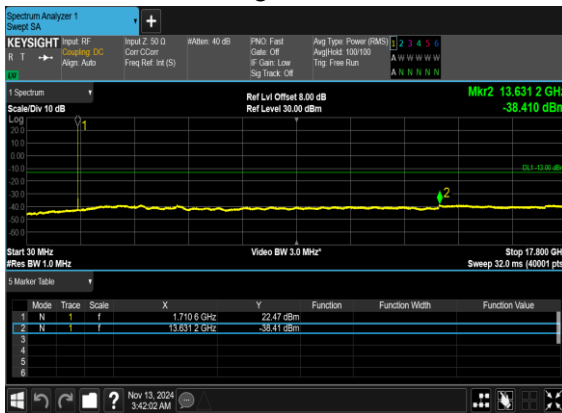 Spectrum Analyzer 1
Swept SA
+
KEYSIGHT Input: RF Input Z: 50 Ω #Atten: 40 dB PNO: Fast Avg Type: Power (RMS) 1 2 3 4 5 6
R T Coupling: DC Corr CCorr Gate: Off Avg|Hold: 100/100 A W W W W W
Align: Auto Freq Ref: Int (S) IF Gain: Low Trig: Free Run
Sig Track: Off A N N N N N
1 Spectrum Ref Lvl Offset 8.00 dB Mkr2 13.631 2 GHz
Scale/Div 10 dB Ref Level 30.00 dBm -38.410 dBm
Log
1
20.0
10.0
0.00
-10.0 DL1 -13.00 dBm
-20.0
-30.0
2
-40.0
-50.0
-60.0
Start 30 MHz Video BW 3.0 MHz* Stop 17.800 GHz
#Res BW 1.0 MHz Sweep 32.0 ms (40001 pts)
5 Marker Table
Mode Trace Scale X Y Function Function Width Function Value
1 N 1 f 1.710 6 GHz 22.47 dBm
2 N 1 f 13.631 2 GHz -38.41 dBm
3
4
5
6
? Nov 13, 2024
3:42:02 AM